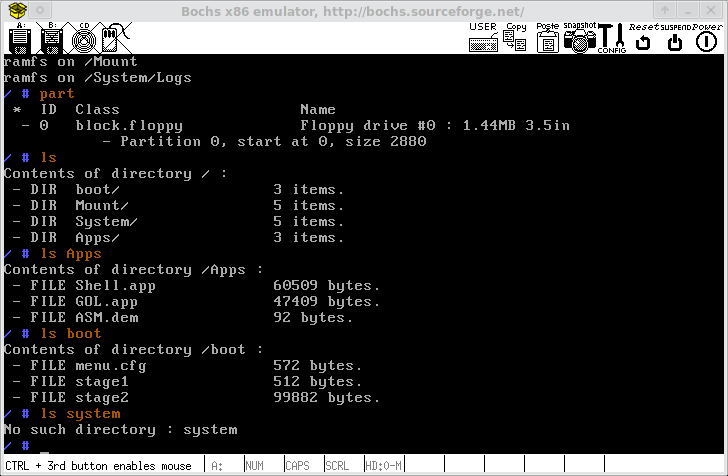 Bochs x86 emulator, http://bochs.sourceforge.net/
A: B: CD USER Copy Paste snapshot Reset SUSPEND Power
CONFIG
ramfs on /Mount
ramfs on /System/Logs
/ # part
* ID Class Name
- 0 block.floppy Floppy drive #0 : 1.44MB 3.5in
- Partition 0, start at 0, size 2880
/ # ls
Contents of directory / :
- DIR boot/ 3 items.
- DIR Mount/ 5 items.
- DIR System/ 5 items.
- DIR Apps/ 3 items.
/ # ls Apps
Contents of directory /Apps :
- FILE Shell.app 60509 bytes.
- FILE GOL.app 47409 bytes.
- FILE ASM.dem 92 bytes.
/ # ls boot
Contents of directory /boot :
- FILE menu.cfg 572 bytes.
- FILE stage1 512 bytes.
- FILE stage2 99882 bytes.
/ # ls system
No such directory : system
/ #
CTRL + 3rd button enables mouse A: NUM CAPS SCRL HD:0-M